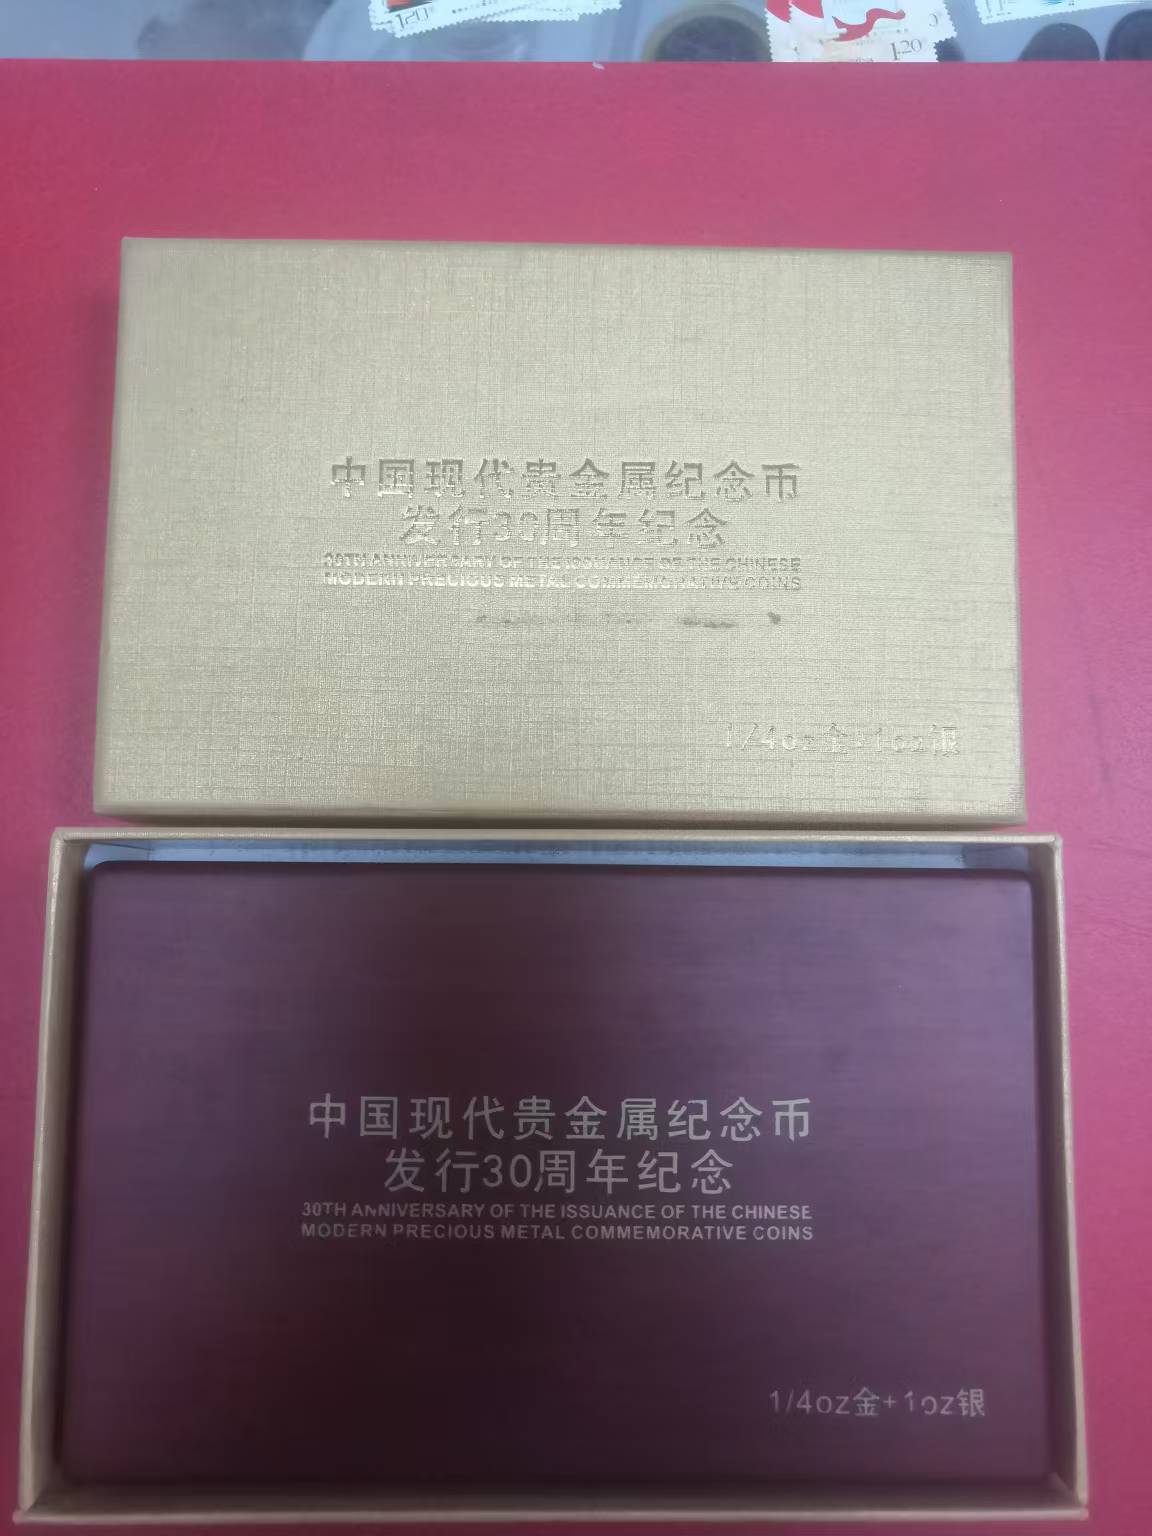 1.20
1.20
中国现代贵金属纪念币
发行30周年纪念
30TH ANNIVERSARY OF THE ISSUANCE OF THE CHINESE
MODERN PRECIOUS METAL COMMEMORATIVE COINS
1/4oz金+1oz银
中国现代贵金属纪念币
发行30周年纪念
30TH ANNIVERSARY OF THE ISSUANCE OF THE CHINESE
MODERN PRECIOUS METAL COMMEMORATIVE COINS
1/4oz金+1oz银